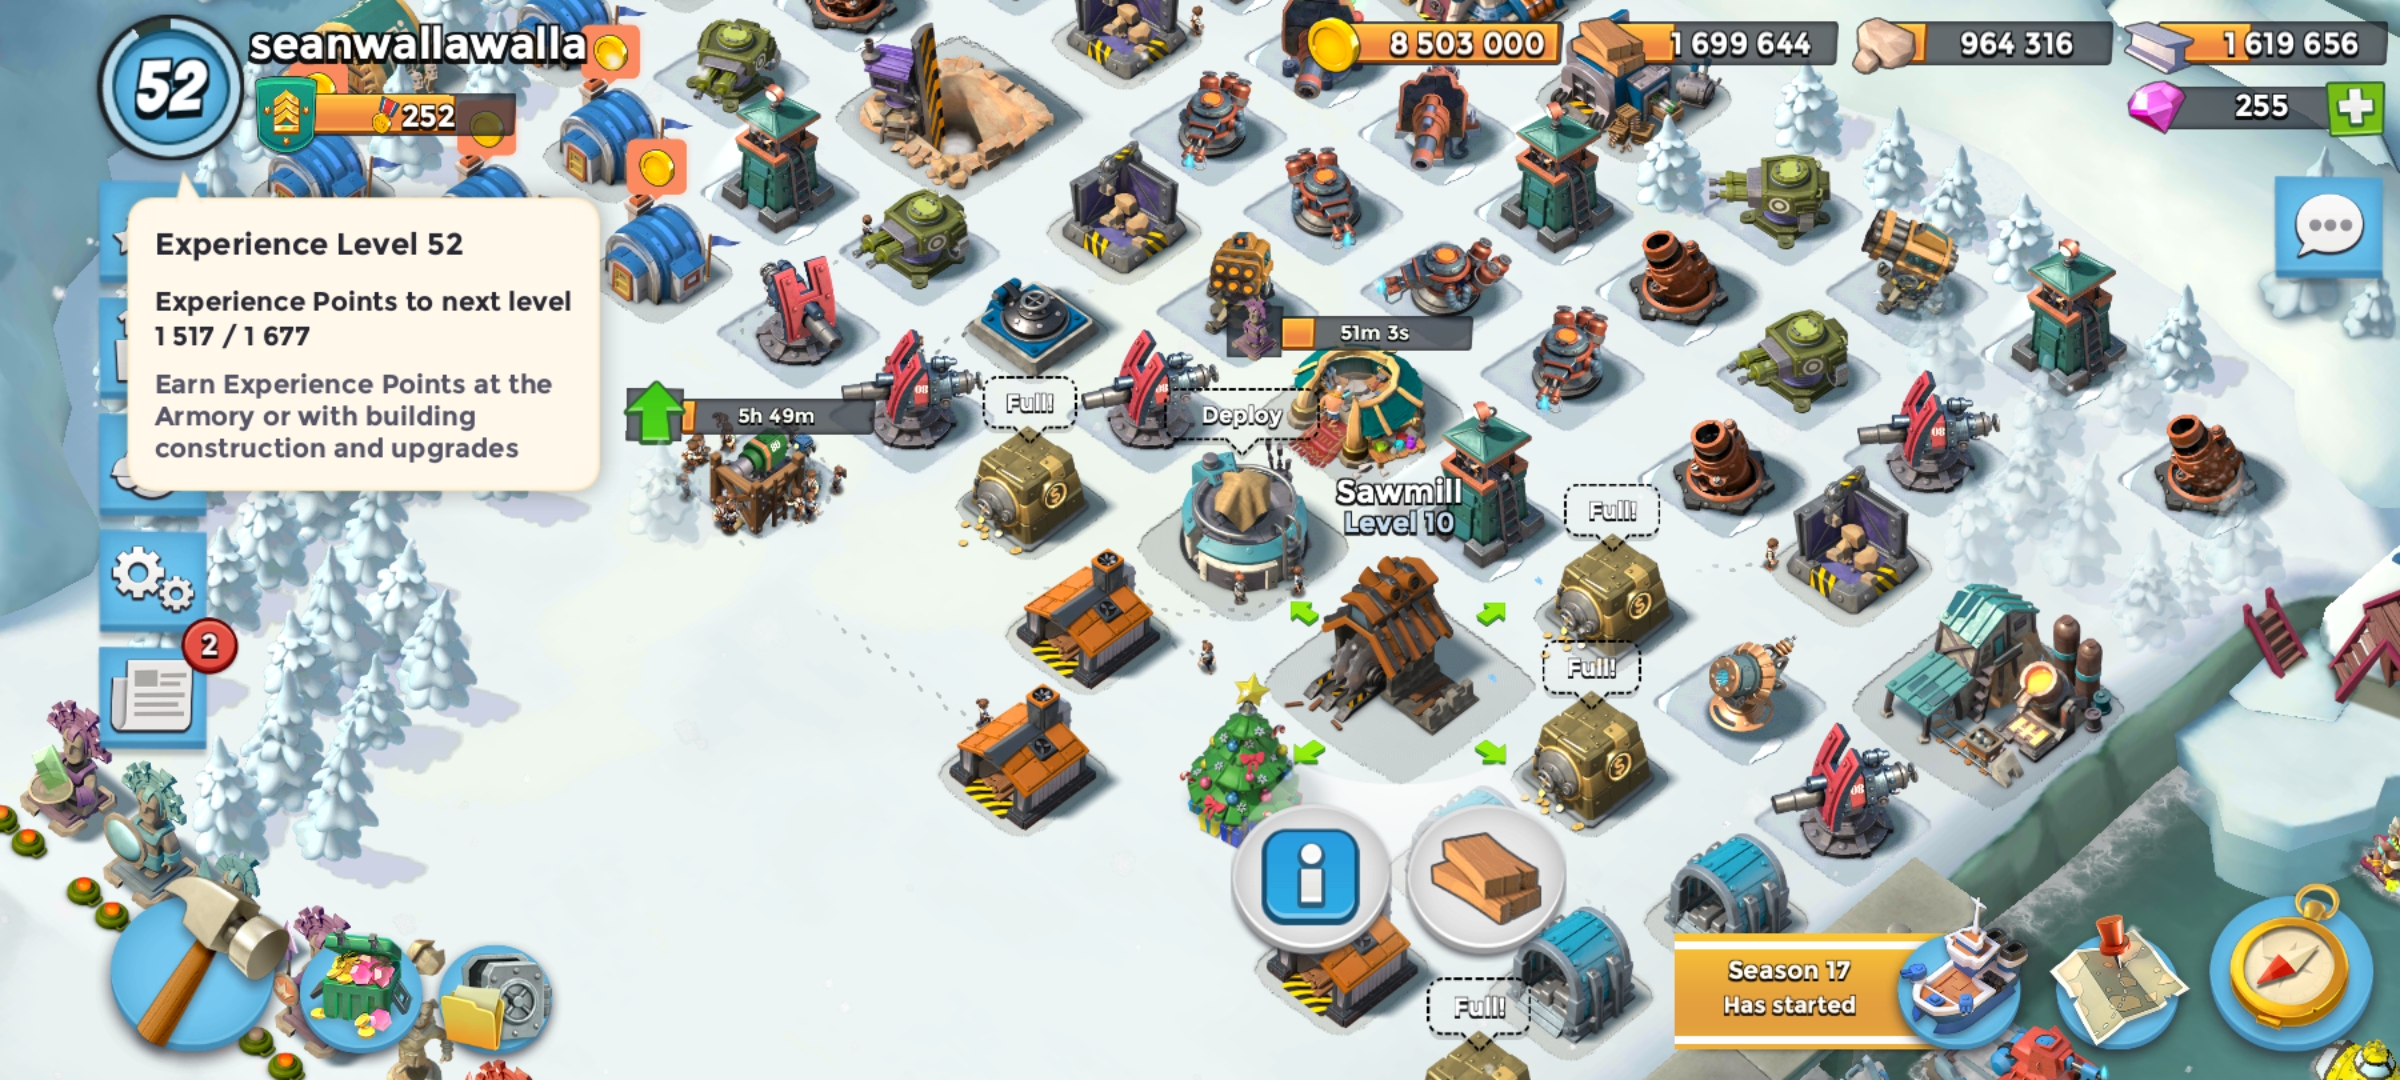 52
seanwallawalla
252
8 503 000
1 699 644
964 316
1 619 656
255
Experience Level 52
Experience Points to next level
1 517 / 1 677
Earn Experience Points at the
Armory or with building
construction and upgrades
51m 3s
5h 49m
Full!
Deploy
Sawmill
Level 10
Full!
Full!
2
Season 17
Has started
Full!